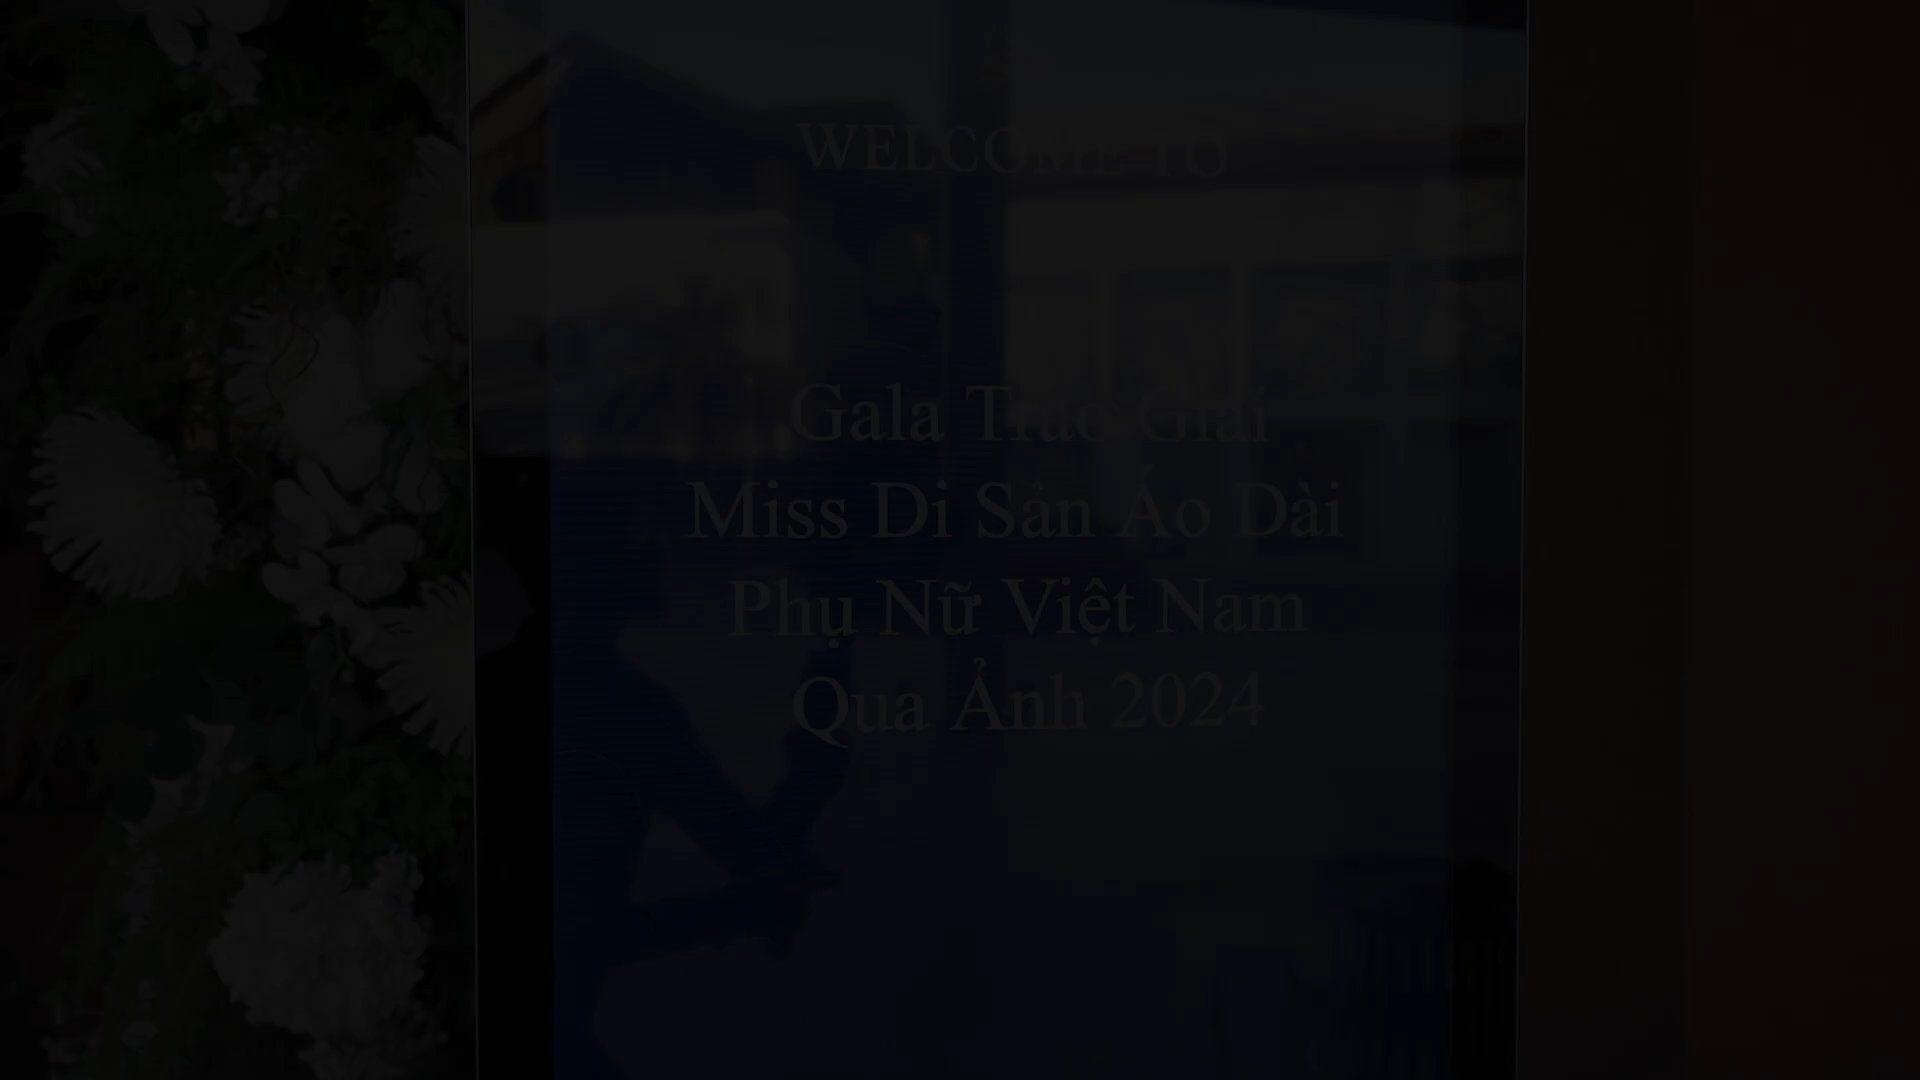 WELCOME TO
Gala Trao Giải
Miss Di Sản Áo Dài
Phụ Nữ Việt Nam
Qua Ảnh 2024